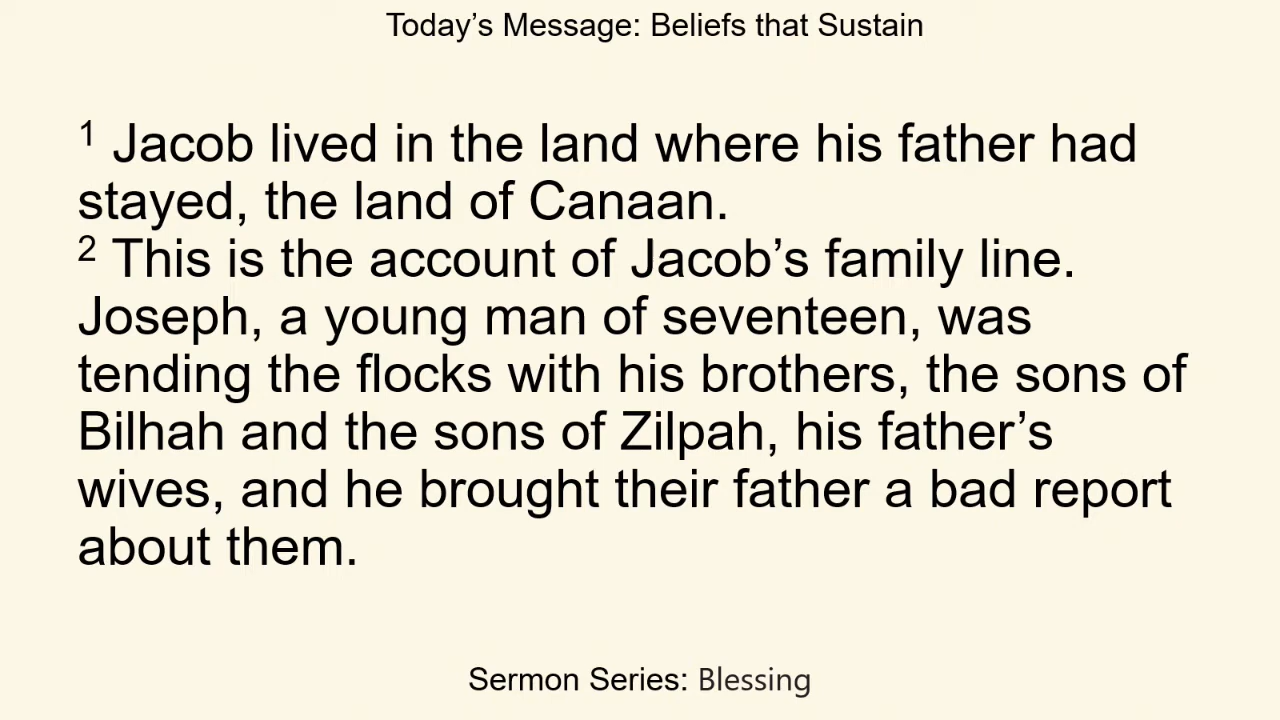 Today’s Message: Beliefs that Sustain
1 Jacob lived in the land where his father had
stayed, the land of Canaan.
2 This is the account of Jacob’s family line.
Joseph, a young man of seventeen, was
tending the flocks with his brothers, the sons of
Bilhah and the sons of Zilpah, his father’s
wives, and he brought their father a bad report
about them.
Sermon Series: Blessing